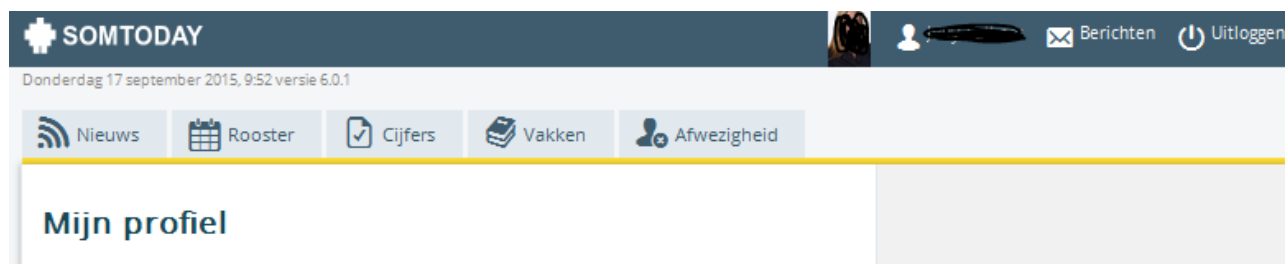 SOMTODAY Berichten Uitloggen
Donderdag 17 september 2015, 9:52 versie 6.0.1
Nieuws Rooster Cijfers Vakken Afwezigheid
Mijn profiel